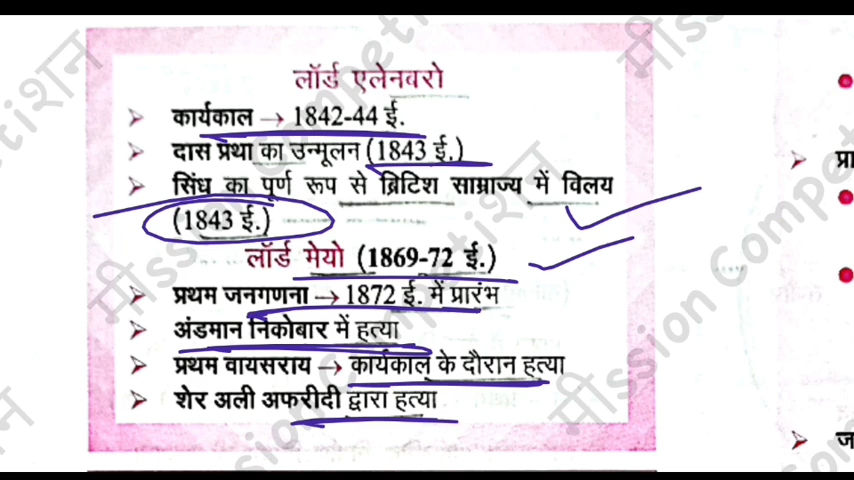 लॉर्ड एलेनबरो
➢ कार्यकाल → 1842-44 ई.
➢ दास प्रथा का उन्मूलन (1843 ई.)
➢ सिंध का पूर्ण रूप से ब्रिटिश साम्राज्य में विलय
(1843 ई.)
लॉर्ड मेयो (1869-72 ई.)
➢ प्रथम जनगणना → 1872 ई. में प्रारंभ
➢ अंडमान निकोबार में हत्या
➢ प्रथम वायसराय → कार्यकाल के दौरान हत्या
➢ शेर अली अफरीदी द्वारा हत्या